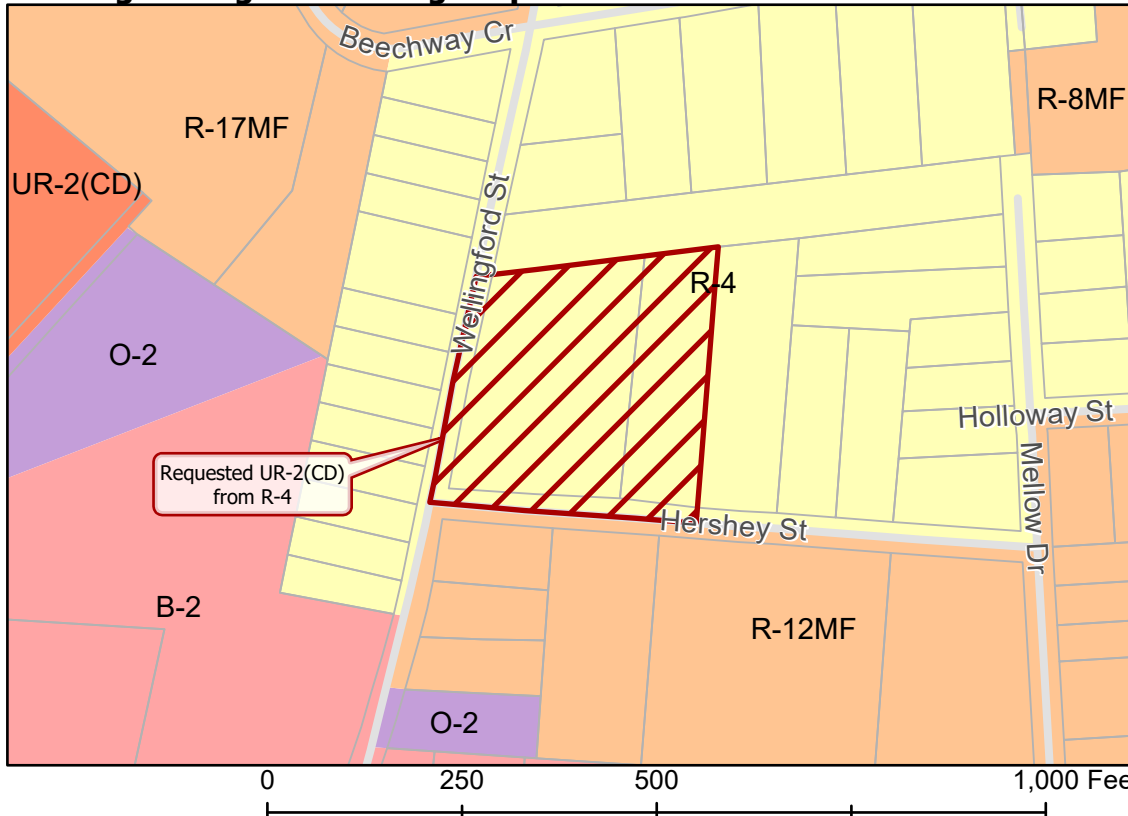 Beechway Cr
R-17MF
R-8MF
UR-2(CD)
Wellingford St
R-4
O-2
Holloway St
Requested UR-2(CD)
from R-4
Mellow Dr
Hershey St
B-2
R-12MF
O-2
0 250 500 1,000 Fee